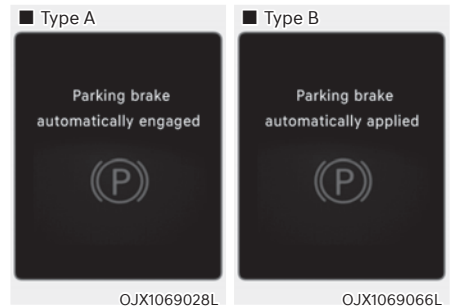 ■ Type A
Parking brake
automatically engaged
P
OJX1069028L
■ Type B
Parking brake
automatically applied
P
OJX1069066L